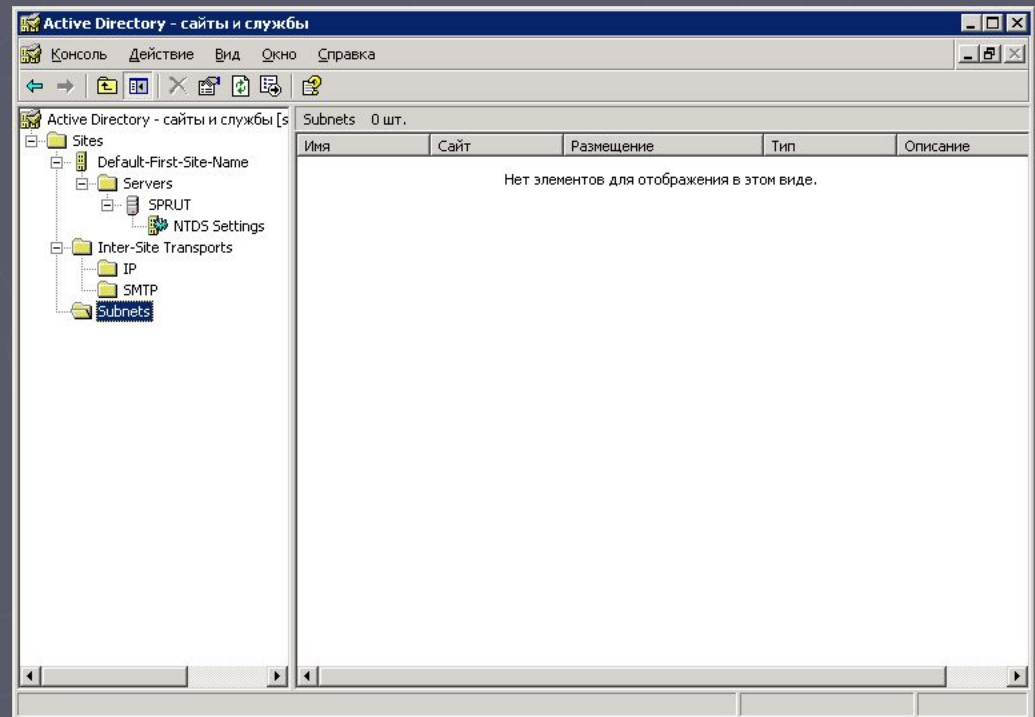 Active Directory - сайты и службы
Консоль Действие Вид Окно Справка
Active Directory - сайты и службы [s
Subnets 0 шт.
Sites
Имя Сайт Размещение Тип Описание
Default-First-Site-Name
Нет элементов для отображения в этом виде.
Servers
SPRUT
NTDS Settings
Inter-Site Transports
IP
SMTP
Subnets